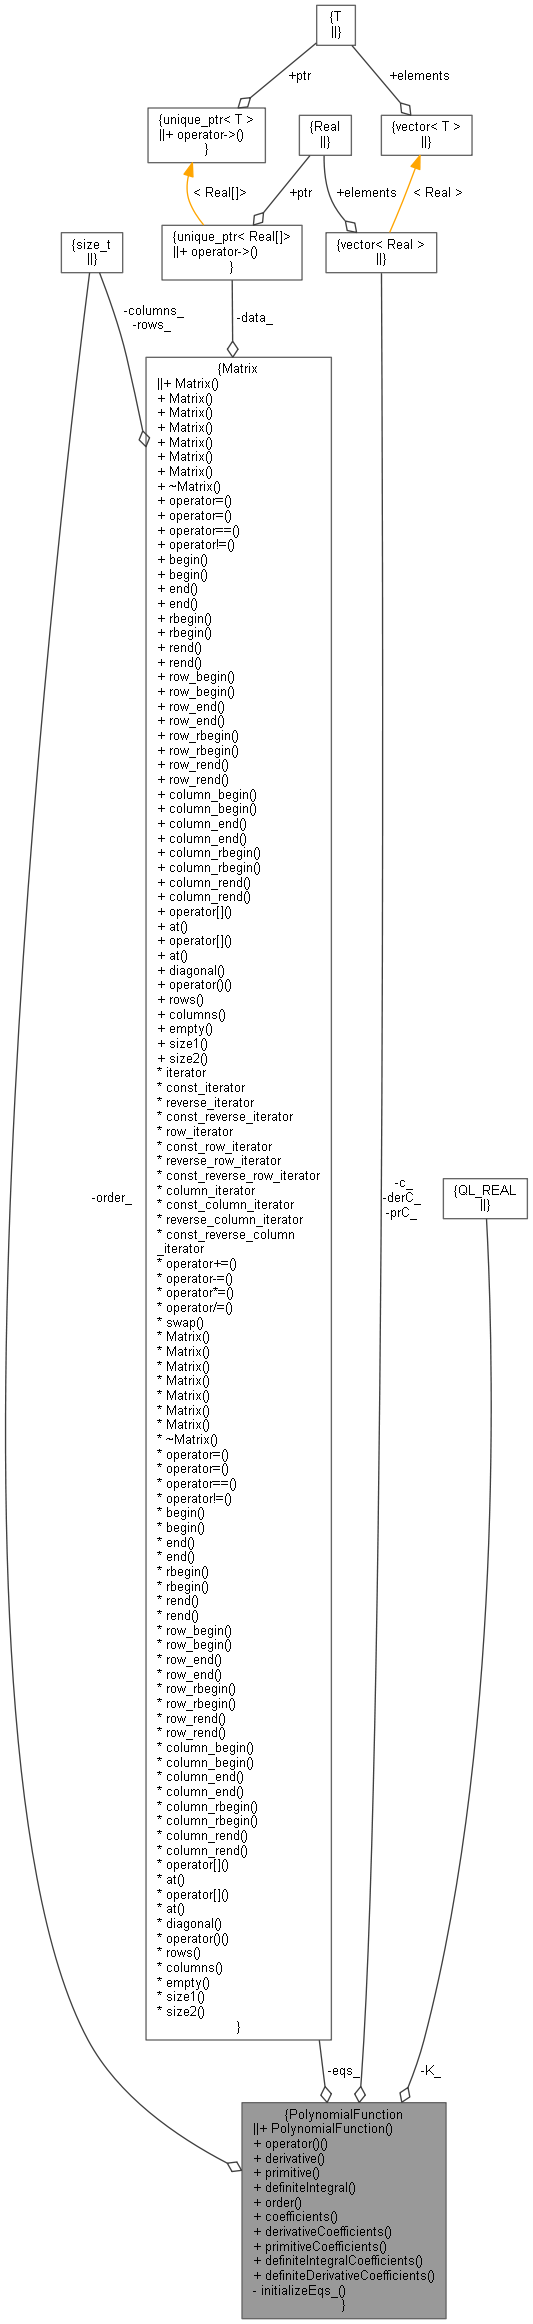 {T
||}
+ptr
+elements
{unique_ptr< T >
||+ operator->()
}
{Real
||}
{vector< T >
||}
< Real[]>
+ptr
+elements
< Real >
{size_t
||}
{unique_ptr< Real[]>
||+ operator->()
}
{vector< Real >
||}
-columns_
-rows_
-data_
{Matrix
||+ Matrix()
+ Matrix()
+ Matrix()
+ Matrix()
+ Matrix()
+ Matrix()
+ Matrix()
+ ~Matrix()
+ operator=()
+ operator=()
+ operator==()
+ operator!=()
+ begin()
+ begin()
+ end()
+ end()
+ rbegin()
+ rbegin()
+ rend()
+ rend()
+ row_begin()
+ row_begin()
+ row_end()
+ row_end()
+ row_rbegin()
+ row_rbegin()
+ row_rend()
+ row_rend()
+ column_begin()
+ column_begin()
+ column_end()
+ column_end()
+ column_rbegin()
+ column_rbegin()
+ column_rend()
+ column_rend()
+ operator[]()
+ at()
+ operator[]()
+ at()
+ diagonal()
+ operator()()
+ rows()
+ columns()
+ empty()
+ size1()
+ size2()
* iterator
* const_iterator
* reverse_iterator
* const_reverse_iterator
* row_iterator
* const_row_iterator
* reverse_row_iterator
* const_reverse_row_iterator
* column_iterator
* const_column_iterator
* reverse_column_iterator
* const_reverse_column
_iterator
* operator+=()
* operator-=()
* operator*=()
* operator/=()
* swap()
* Matrix()
* Matrix()
* Matrix()
* Matrix()
* Matrix()
* Matrix()
* Matrix()
* ~Matrix()
* operator=()
* operator=()
* operator==()
* operator!=()
* begin()
* begin()
* end()
* end()
* rbegin()
* rbegin()
* rend()
* rend()
* row_begin()
* row_begin()
* row_end()
* row_end()
* row_rbegin()
* row_rbegin()
* row_rend()
* row_rend()
* column_begin()
* column_begin()
* column_end()
* column_end()
* column_rbegin()
* column_rbegin()
* column_rend()
* column_rend()
* operator[]()
* at()
* operator[]()
* at()
* diagonal()
* operator()()
* rows()
* columns()
* empty()
* size1()
* size2()
}
-order_
-c_
-derC_
-prC_
{QL_REAL
||}
-eqs_
-K_
{PolynomialFunction
||+ PolynomialFunction()
+ operator()()
+ derivative()
+ primitive()
+ definiteIntegral()
+ order()
+ coefficients()
+ derivativeCoefficients()
+ primitiveCoefficients()
+ definiteIntegralCoefficients()
+ definiteDerivativeCoefficients()
- initializeEqs_()
}